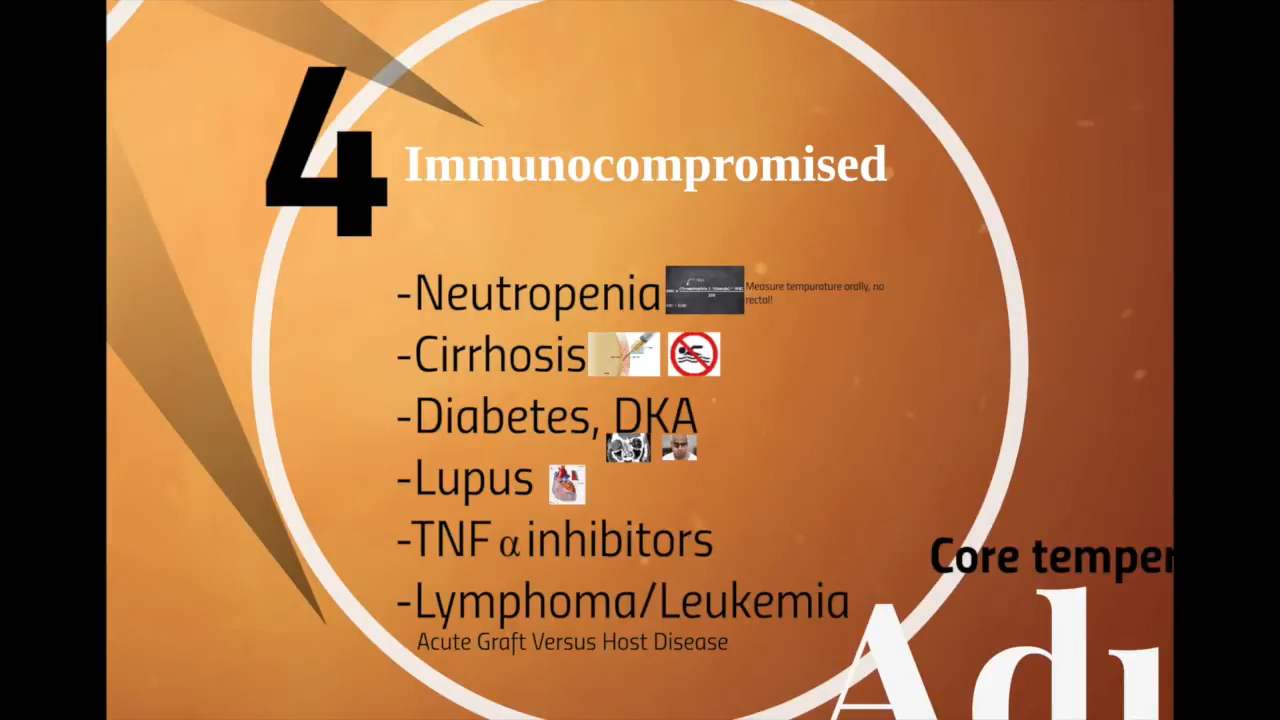 4
Immunocompromised
-Neutropenia
Measure tempurature orally, no
rectal!
-Cirrhosis
-Diabetes, DKA
-Lupus
-TNF α inhibitors
-Lymphoma/Leukemia
Acute Graft Versus Host Disease
Core temper
Adu